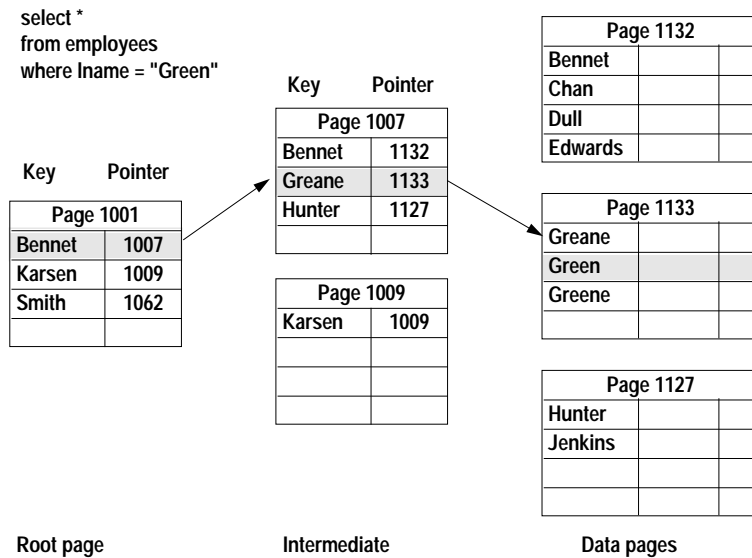 select *
from employees
where lname = "Green"
Key Pointer
Page 1001
Bennet 1007
Karsen 1009
Smith 1062
Root page
Key Pointer
Page 1007
Bennet 1132
Greane 1133
Hunter 1127
Page 1009
Karsen 1009
Intermediate
Page 1132
Bennet
Chan
Dull
Edwards
Page 1133
Greane
Green
Greene
Page 1127
Hunter
Jenkins
Data pages